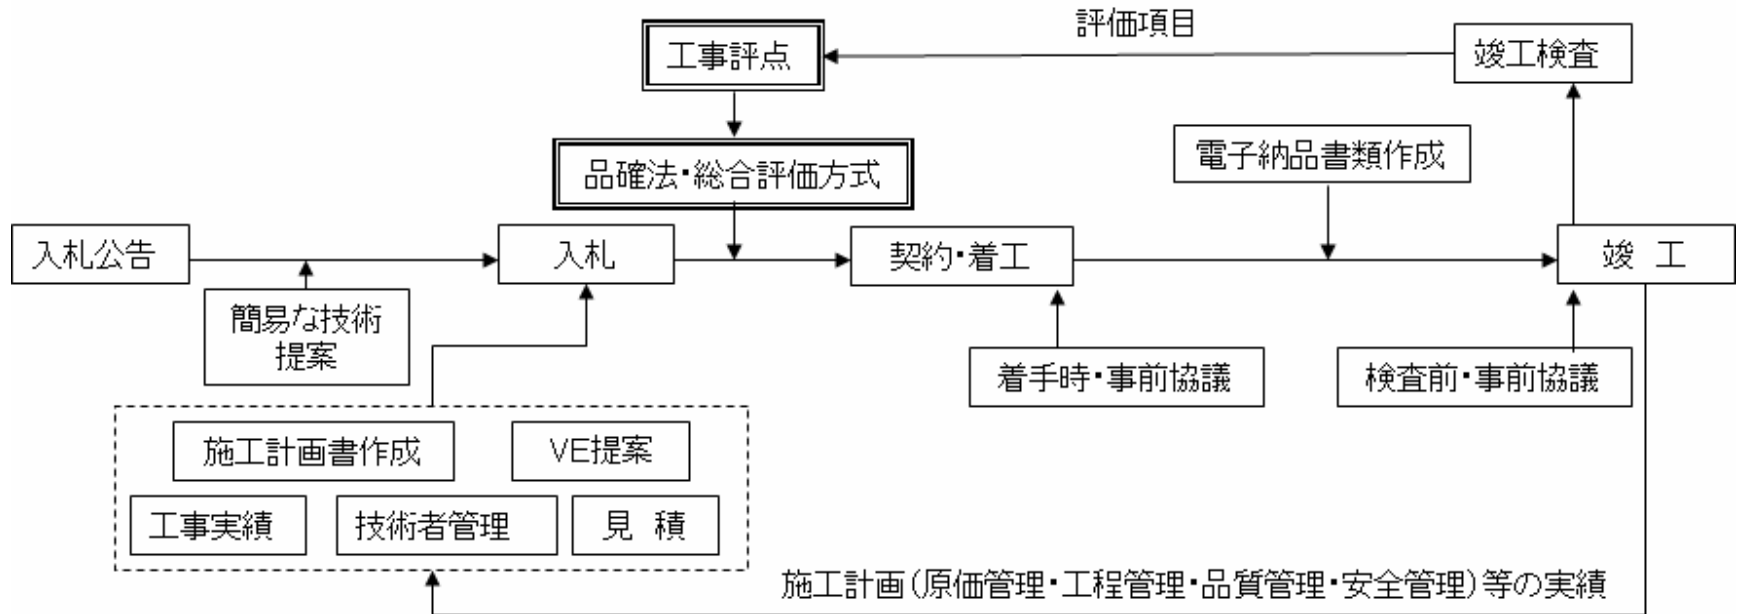 評価項目
工事評点
竣工検査
電子納品書類作成
品確法・総合評価方式
入札公告
入札
契約・着工
竣 工
簡易な技術
提案
着手時・事前協議
検査前・事前協議
施工計画書作成
VE提案
工事実績
技術者管理
見 積
施工計画(原価管理・工程管理・品質管理・安全管理)等の実績